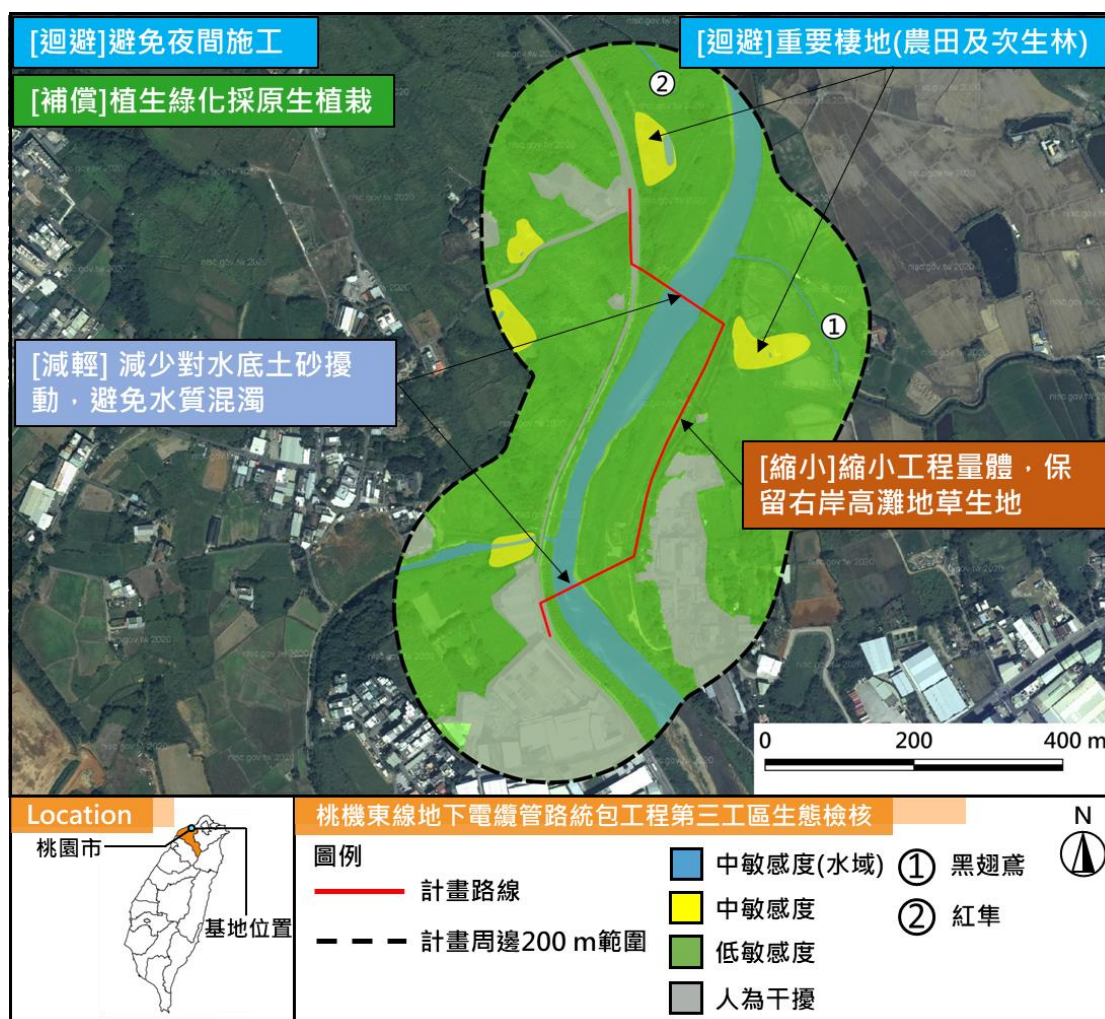 [迴避]避免夜間施工
[迴避]重要棲地(農田及次生林)
[補償]植生綠化採原生植栽
②
①
[減輕] 減少對水底土砂擾
動，避免水質混濁
[縮小]縮小工程量體，保
留右岸高灘地草生地
0 200 400 m
Location
桃園市
基地位置
桃機東線地下電纜管路統包工程第三工區生態檢核
N
圖例
計畫路線
計畫周邊200 m範圍
中敏感度(水域)
中敏感度
低敏感度
人為干擾
① 黑翅鳶
② 紅隼